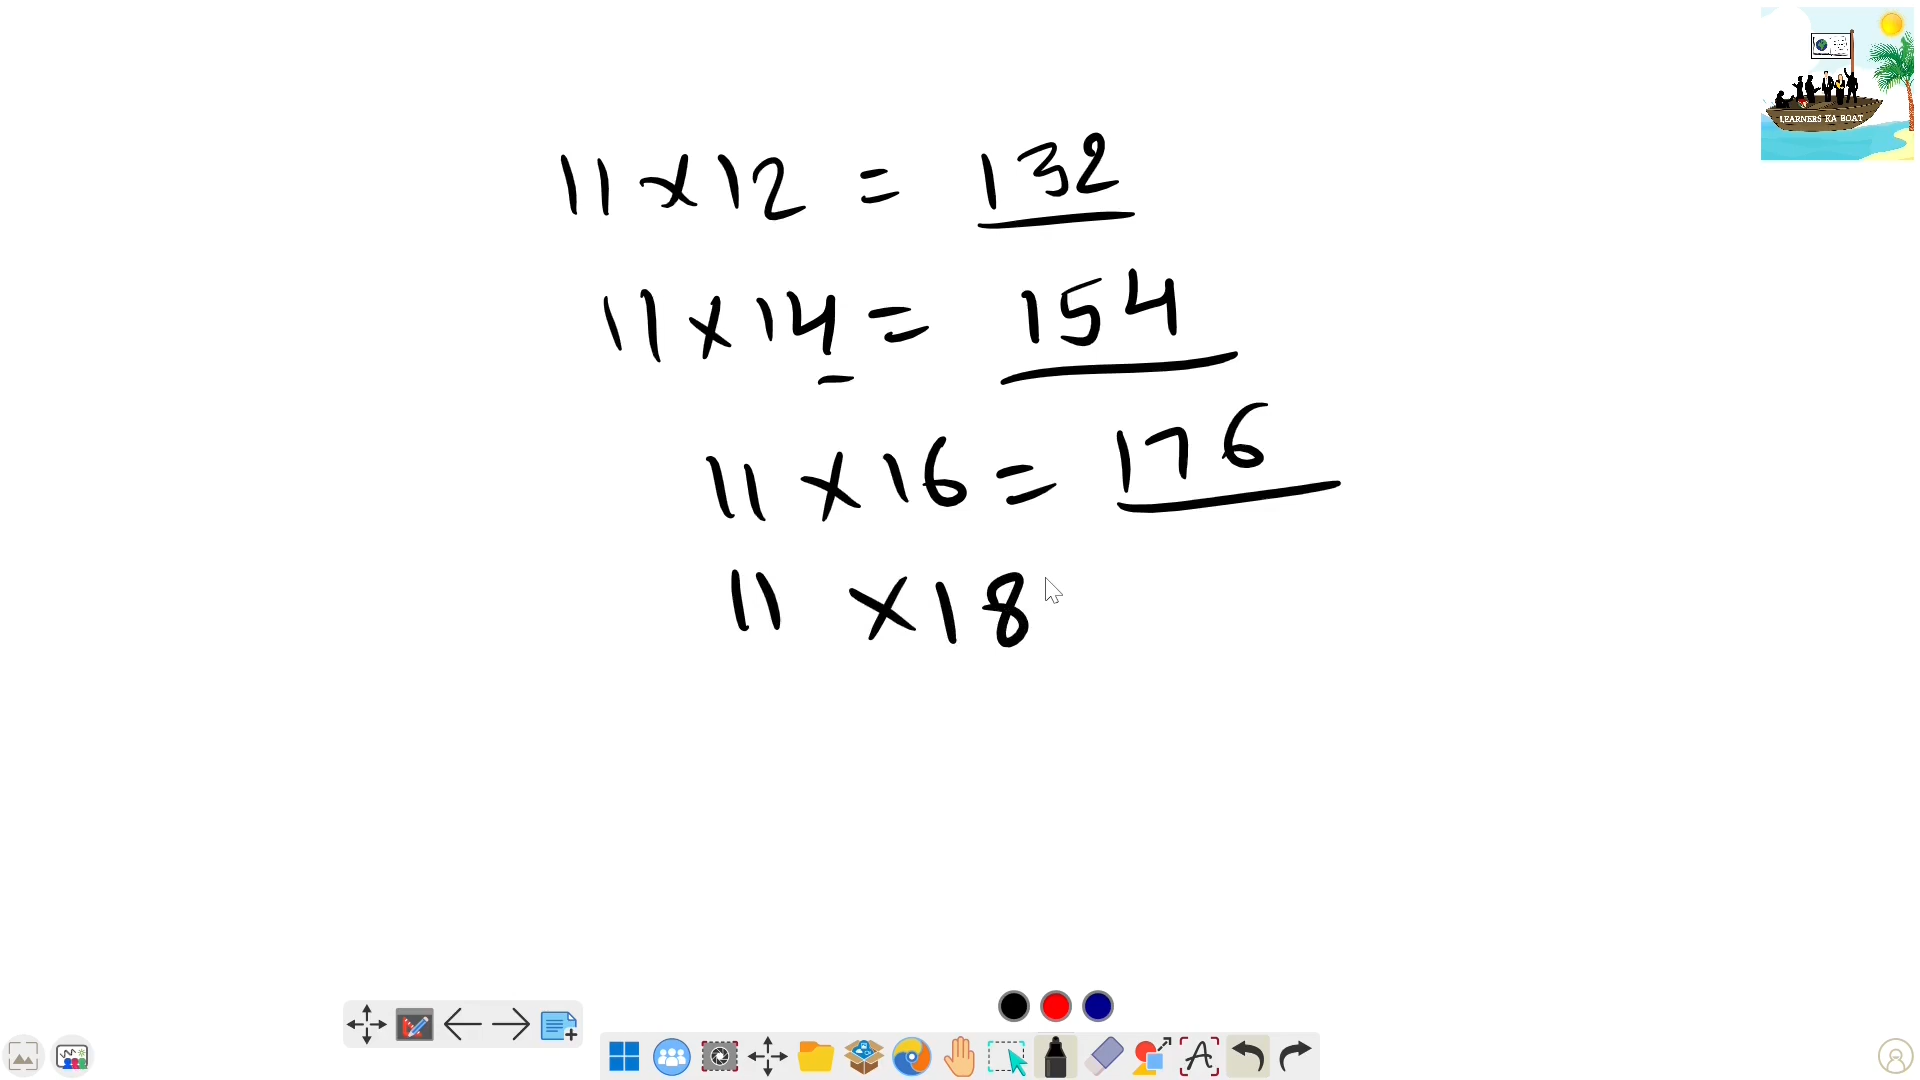 LEARNERS KA BOAT
11 x 12 = 132
11 x 14 = 154
11 x 16 = 176
11 x 18